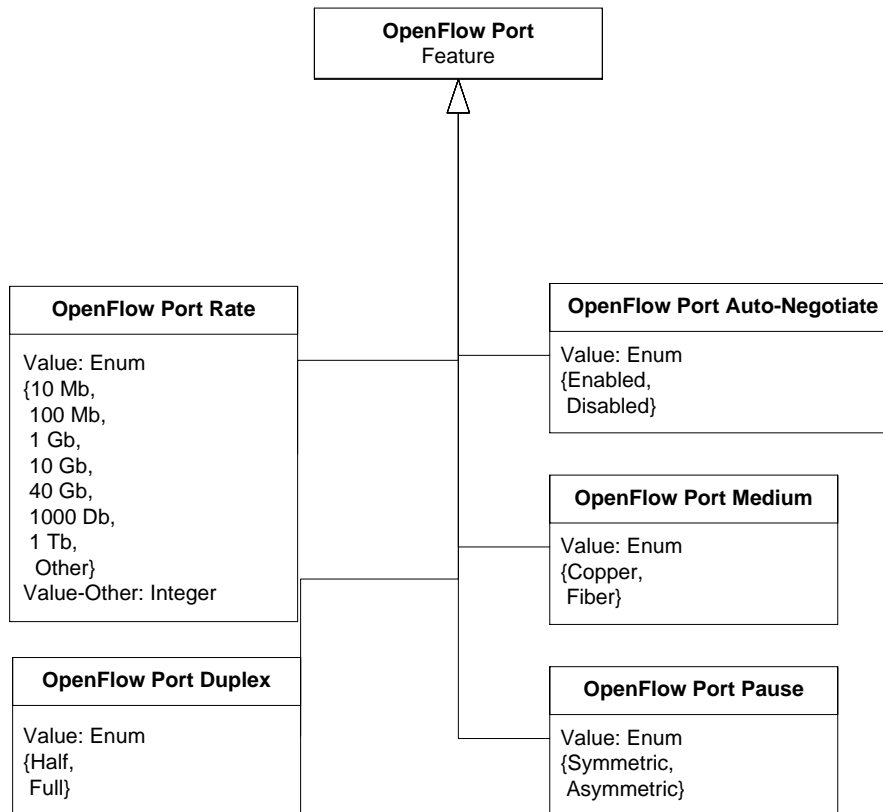 OpenFlow Port
Feature
OpenFlow Port Rate
Value: Enum
{10 Mb,
100 Mb,
1 Gb,
10 Gb,
40 Gb,
1000 Db,
1 Tb,
Other}
Value-Other: Integer
OpenFlow Port Auto-Negotiate
Value: Enum
{Enabled,
Disabled}
OpenFlow Port Medium
Value: Enum
{Copper,
Fiber}
OpenFlow Port Duplex
Value: Enum
{Half,
Full}
OpenFlow Port Pause
Value: Enum
{Symmetric,
Asymmetric}